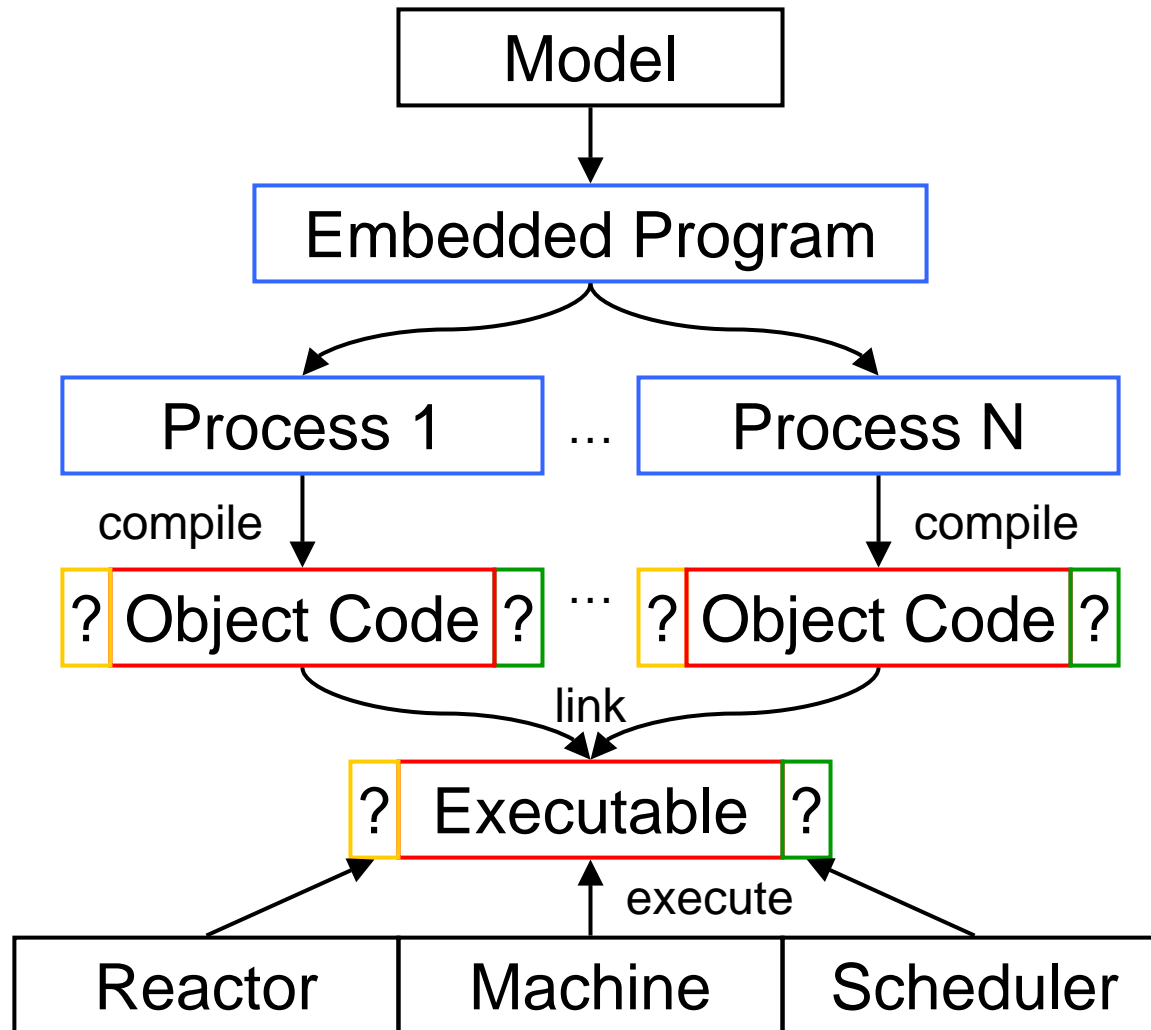 Model
Embedded Program
Process 1 ... Process N
compile compile
? Object Code ? ... ? Object Code ?
link
? Executable ?
execute
Reactor Machine Scheduler